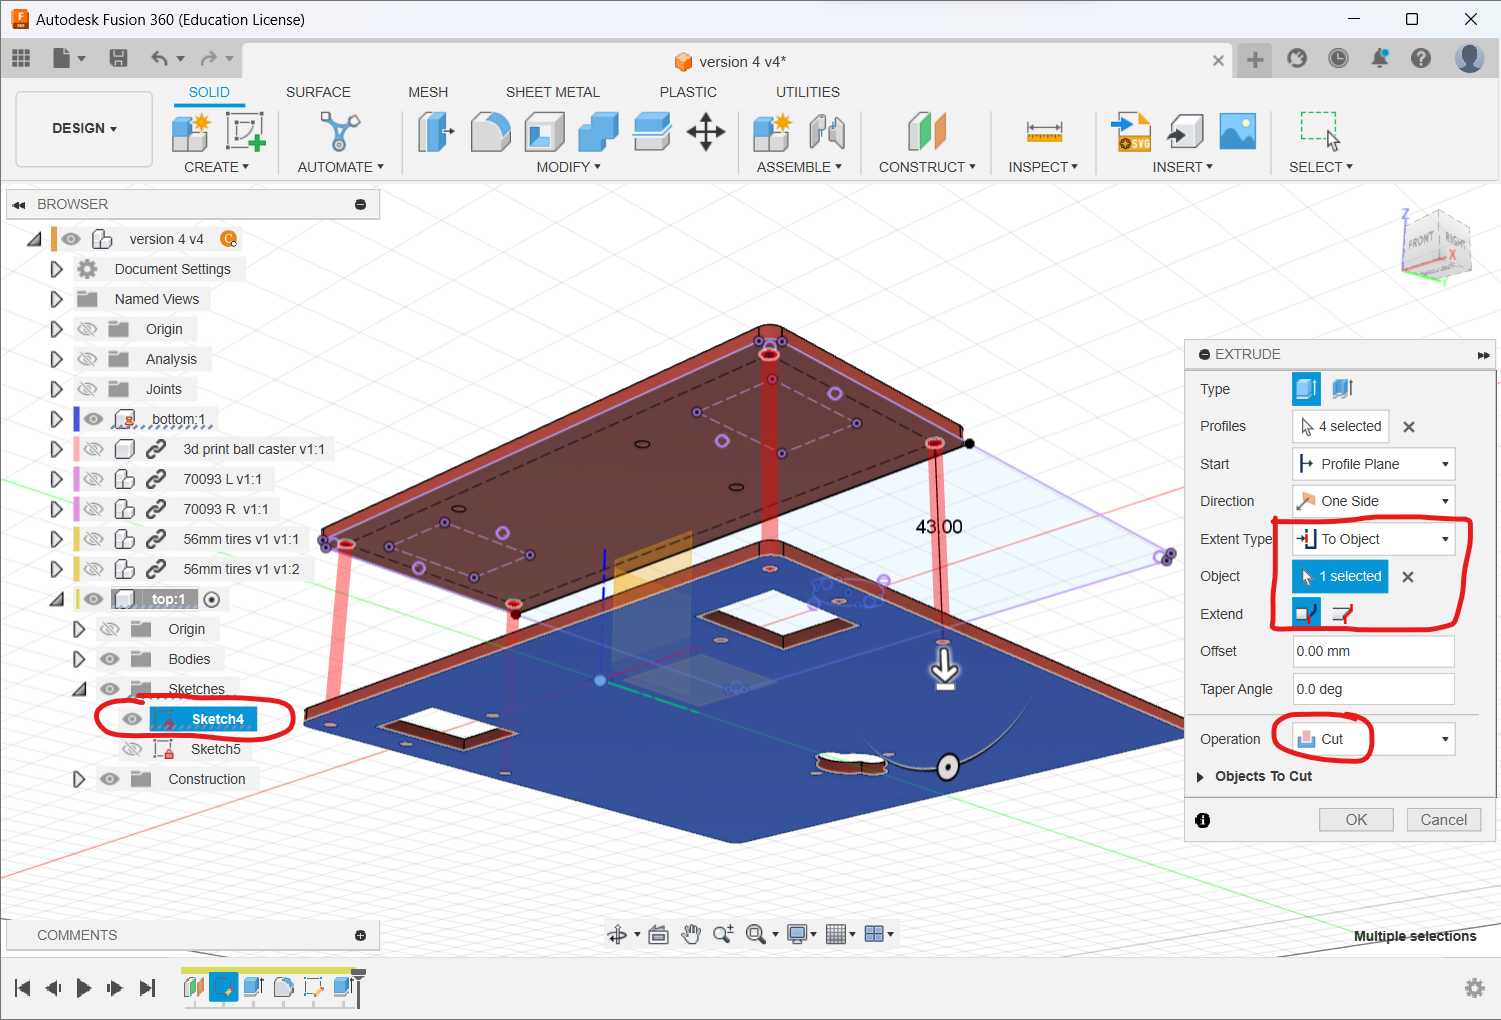 Autodesk Fusion 360 (Education License)
version 4 v4*
SOLID SURFACE MESH SHEET METAL PLASTIC UTILITIES
DESIGN
CREATE AUTOMATE MODIFY ASSEMBLE CONSTRUCT INSPECT INSERT SELECT
SVG
BROWSER
version 4 v4
Document Settings
Named Views
Origin
Analysis
Joints
bottom:1
3d print ball caster v1:1
70093 L v1:1
70093 R v1:1
56mm tires v1 v1:1
56mm tires v1 v1:2
top:1
Origin
Bodies
Sketches
Sketch4
Sketch5
Construction
43.00
Z
FRONT RIGHT
X
Y
EXTRUDE
Type
Profiles 4 selected
Start Profile Plane
Direction One Side
Extent Type To Object
Object 1 selected
Extend
Offset 0.00 mm
Taper Angle 0.0 deg
Operation Cut
Objects To Cut
OK Cancel
COMMENTS
Multiple selections